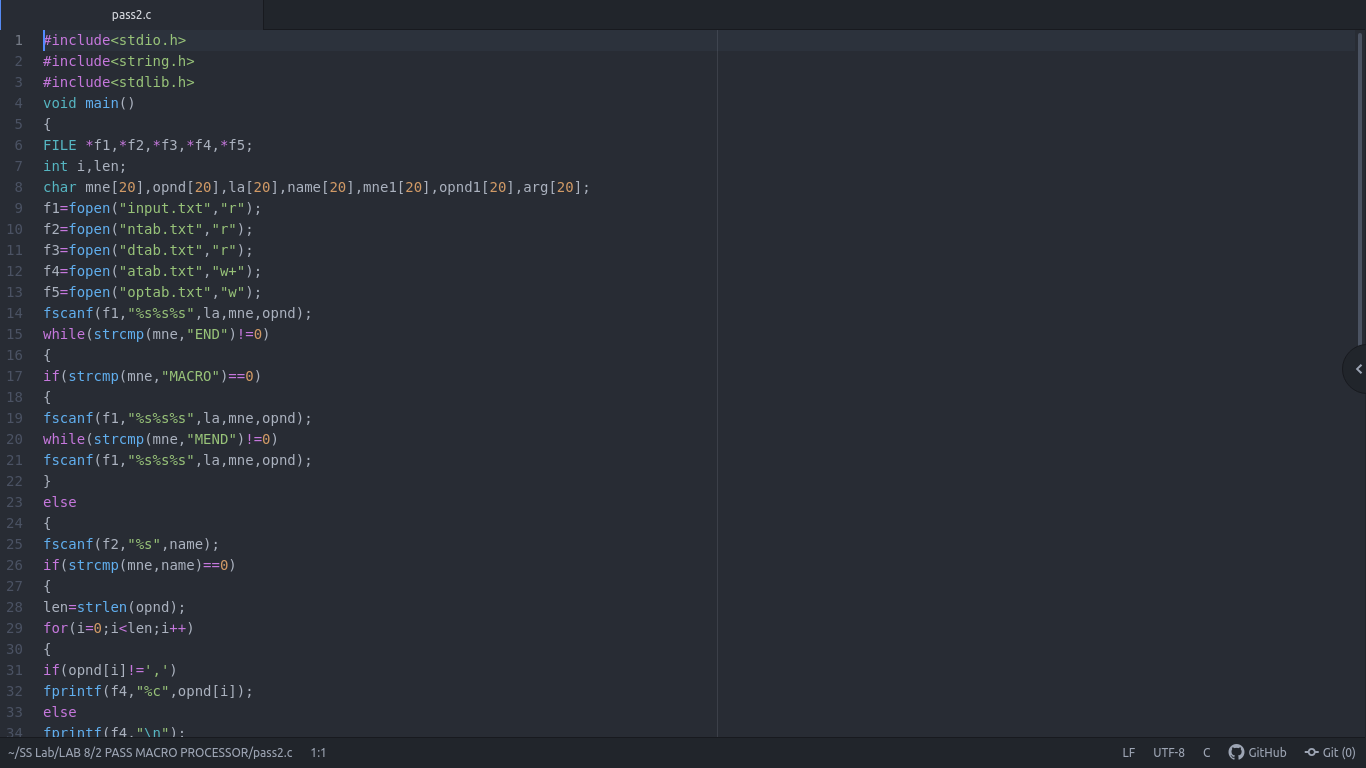 pass2.c
1 #include<stdio.h>
2 #include<string.h>
3 #include<stdlib.h>
4 void main()
5 {
6 FILE *f1,*f2,*f3,*f4,*f5;
7 int i,len;
8 char mne[20],opnd[20],la[20],name[20],mne1[20],opnd1[20],arg[20];
9 f1=fopen("input.txt","r");
10 f2=fopen("ntab.txt","r");
11 f3=fopen("dtab.txt","r");
12 f4=fopen("atab.txt","w+");
13 f5=fopen("optab.txt","w");
14 fscanf(f1,"%s%s%s",la,mne,opnd);
15 while(strcmp(mne,"END")!=0)
16 {
17 if(strcmp(mne,"MACRO")==0)
18 {
19 fscanf(f1,"%s%s%s",la,mne,opnd);
20 while(strcmp(mne,"MEND")!=0)
21 fscanf(f1,"%s%s%s",la,mne,opnd);
22 }
23 else
24 {
25 fscanf(f2,"%s",name);
26 if(strcmp(mne,name)==0)
27 {
28 len=strlen(opnd);
29 for(i=0;i<len;i++)
30 {
31 if(opnd[i]!=',')
32 fprintf(f4,"%c",opnd[i]);
33 else
34 fprintf(f4,"\n");
~/SS Lab/LAB 8/2 PASS MACRO PROCESSOR/pass2.c 1:1 LF UTF-8 C GitHub Git (0)